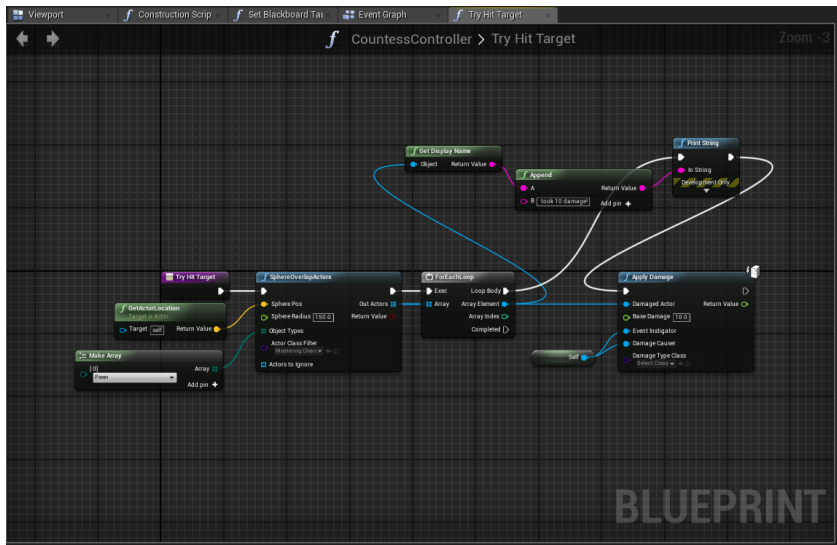 Viewport
Construction Scrip
Set Blackboard Ta
Event Graph
Try Hit Target
CountessController > Try Hit Target
Zoom -3
Get Display Name
Object Return Value
Append
A Return Value
B took 10 damage! Add pin +
Print String
In String
Development Only
Try Hit Target
GetActorLocation
Target is Actor
Target self Return Value
Make Array
[0] Array
Pawn
Add pin +
SphereOverlapActors
Sphere Pos Out Actors
Sphere Radius 150.0 Return Value
Object Types
Actor Class Filter
Mastering Chara
Actors to Ignore
ForEachLoop
Exec Loop Body
Array Array Element
Array Index
Completed
Self
Apply Damage
Damaged Actor Return Value
Base Damage 10.0
Event Instigator
Damage Causer
Damage Type Class
Select Class
BLUEPRINT